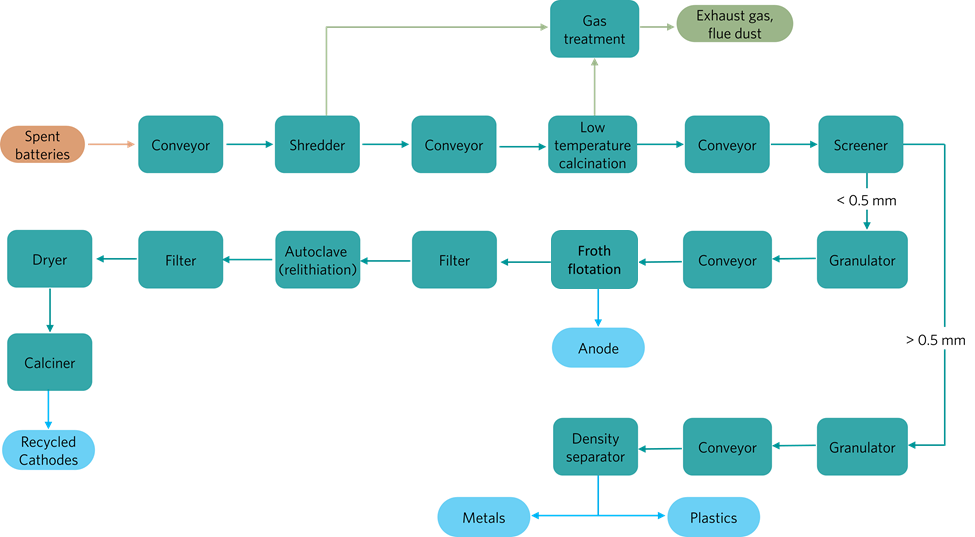 Gas
treatment
Exhaust gas,
flue dust
Spent
batteries
Conveyor
Shredder
Conveyor
Low
temperature
calcination
Conveyor
Screener
< 0.5 mm
Dryer
Filter
Autoclave
(relithiation)
Filter
Froth
flotation
Conveyor
Granulator
> 0.5 mm
Calciner
Anode
Recycled
Cathodes
Density
separator
Conveyor
Granulator
Metals
Plastics